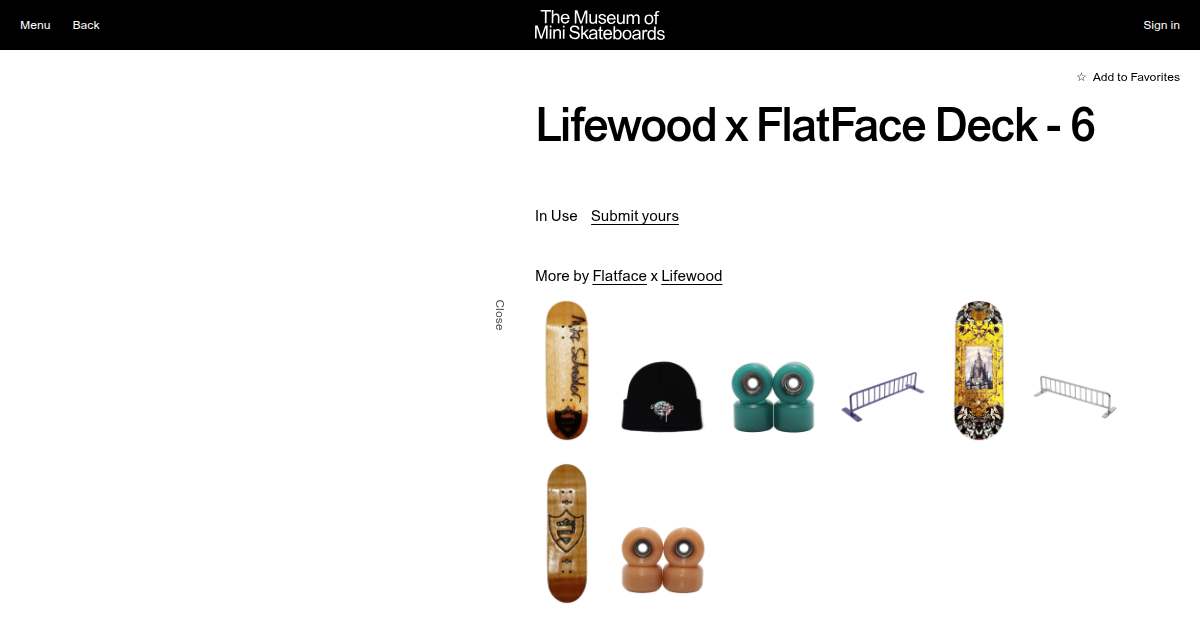 Menu
Back
The Museum of
Mini Skateboards
Sign in
☆ Add to Favorites
Lifewood x FlatFace Deck - 6
In Use
Submit yours
More by Flatface x Lifewood
Close